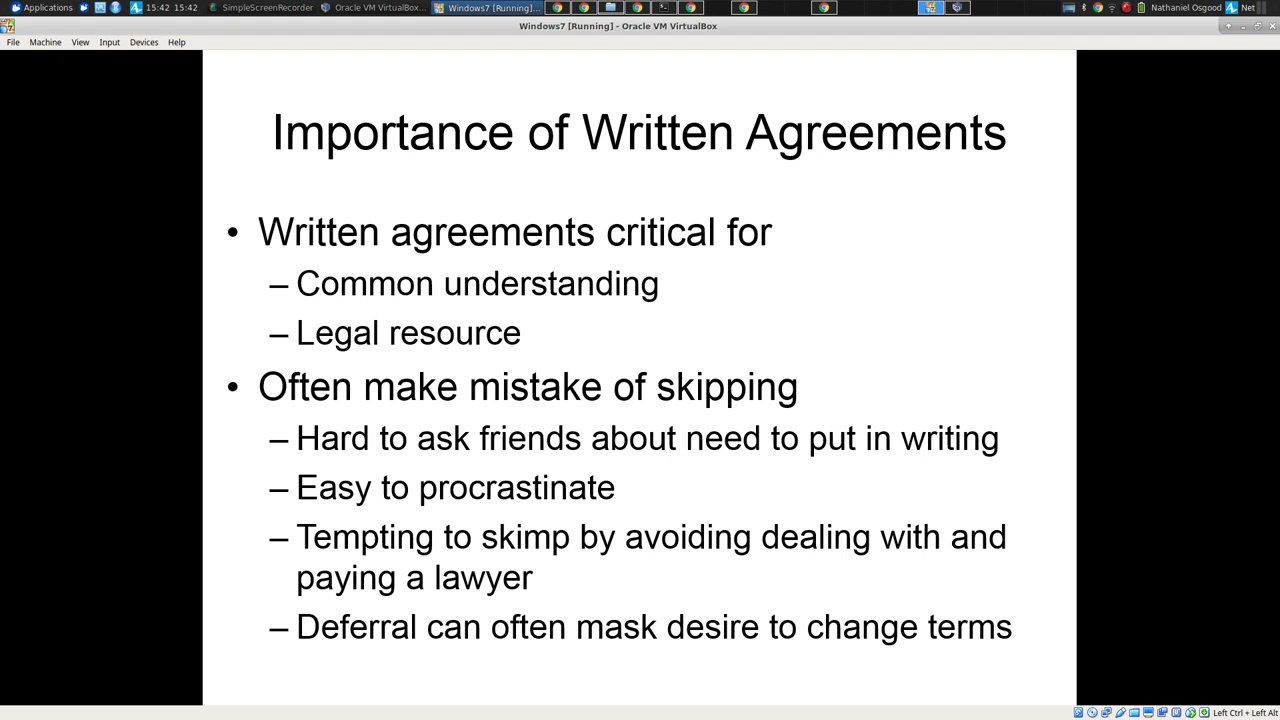 Applications 15:42 15:42 SimpleScreenRecorder Oracle VM VirtualBox... Windows7 [Running]... Nathaniel Osgood Net
Windows7 [Running] - Oracle VM VirtualBox
File Machine View Input Devices Help
Importance of Written Agreements
• Written agreements critical for
– Common understanding
– Legal resource
• Often make mistake of skipping
– Hard to ask friends about need to put in writing
– Easy to procrastinate
– Tempting to skimp by avoiding dealing with and
paying a lawyer
– Deferral can often mask desire to change terms
Left Ctrl + Left Alt